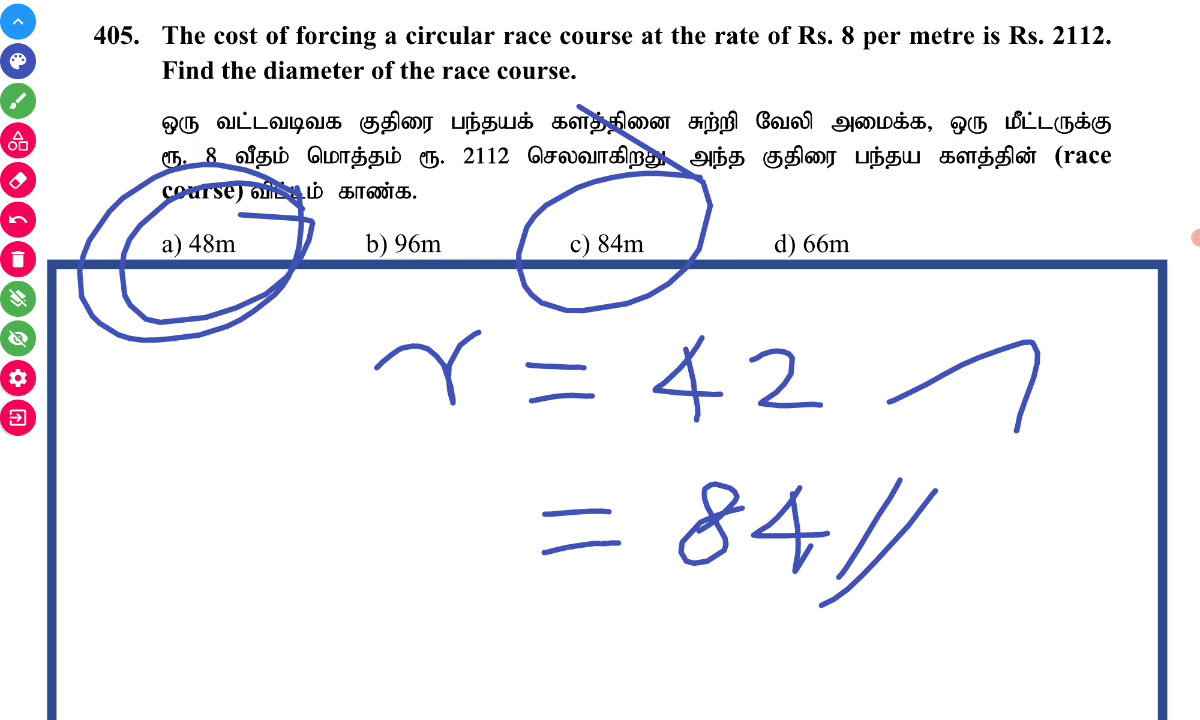 405. The cost of forcing a circular race course at the rate of Rs. 8 per metre is Rs. 2112.
Find the diameter of the race course.
ஒரு வட்டவடிவக குதிரை பந்தயக் களத்தினை சுற்றி வேலி அமைக்க, ஒரு மீட்டருக்கு
ரூ. 8 வீதம் மொத்தம் ரூ. 2112 செலவாகிறது அந்த குதிரை பந்தய களத்தின் (race
course) விட்டம் காண்க.
a) 48m b) 96m c) 84m d) 66m
r = 42
= 84 //